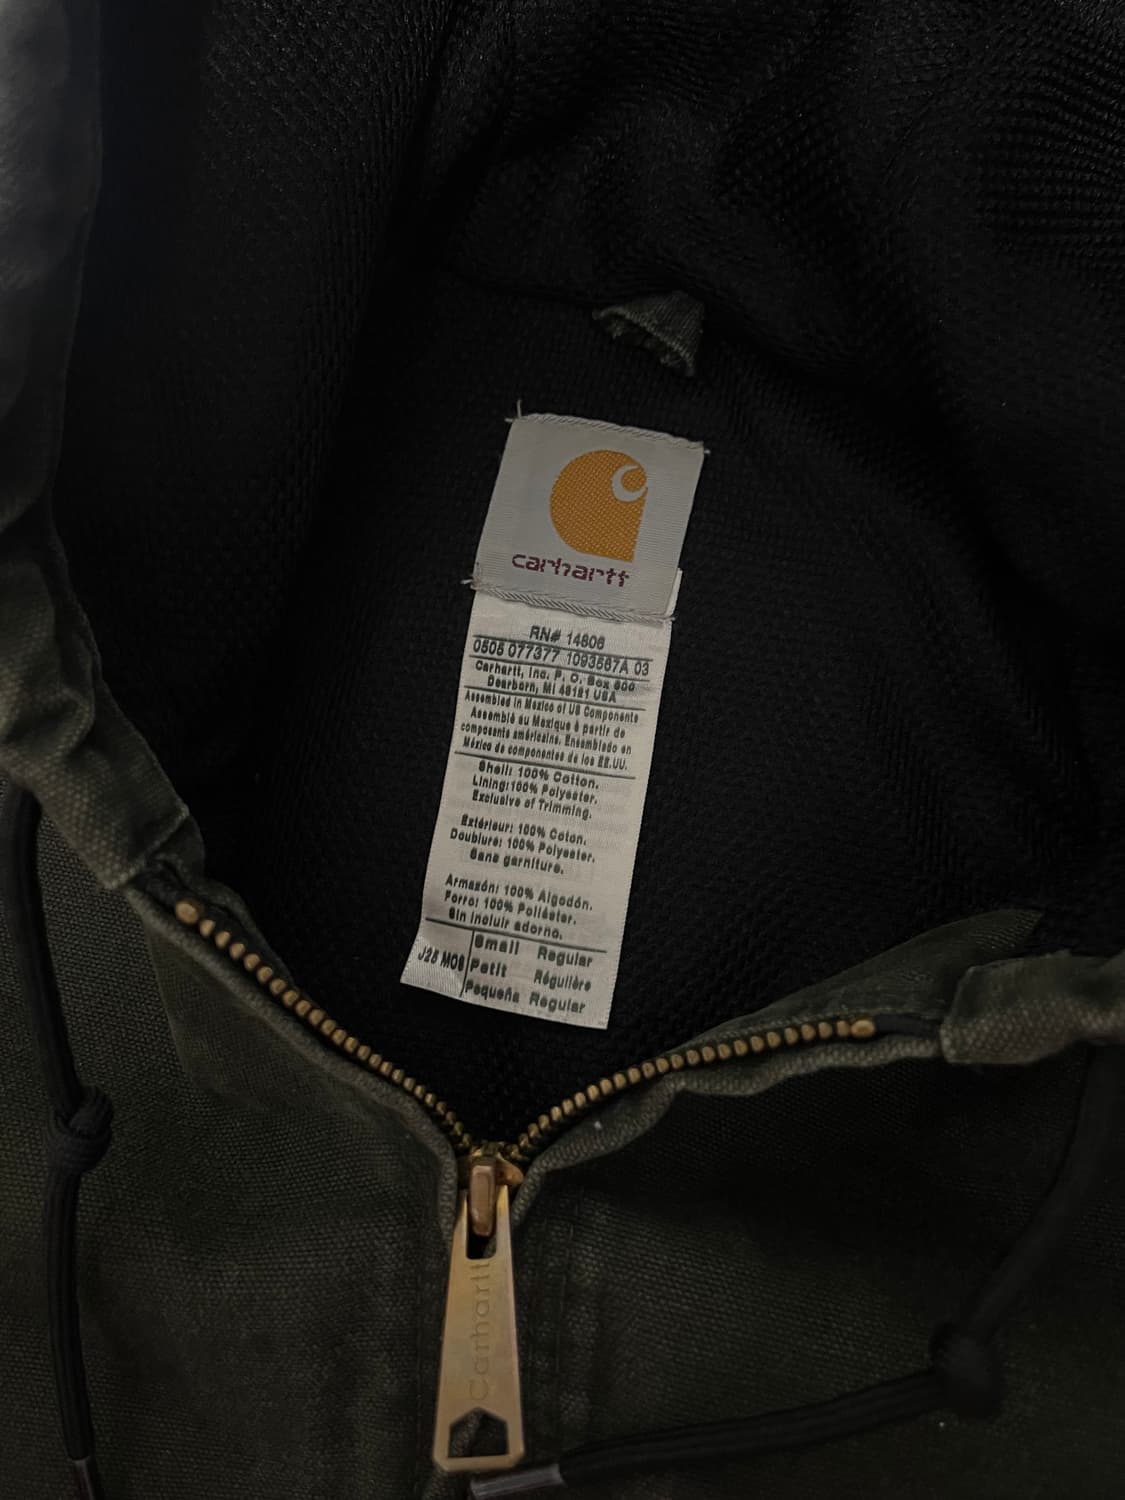 carhartt
RN# 14806
0505 077377 1093567A 03
Carhartt, Inc. P. O. Box 600
Dearborn, MI 48121 USA
Assembled in Mexico of US Components
Assemblé au Mexique à partir de
composants américains. Ensamblado en
México de componentes de los EE.UU.
Shell: 100% Cotton.
Lining:100% Polyester.
Exclusive of Trimming.
Extérieur: 100% Coton.
Doublure: 100% Polyester.
Sans garniture.
Armazón: 100% Algodón.
Forro: 100% Poliéster.
Sin incluir adorno.
J25 MOS
Small Regular
Petit Régulière
Pequeña Regular
Carhartt